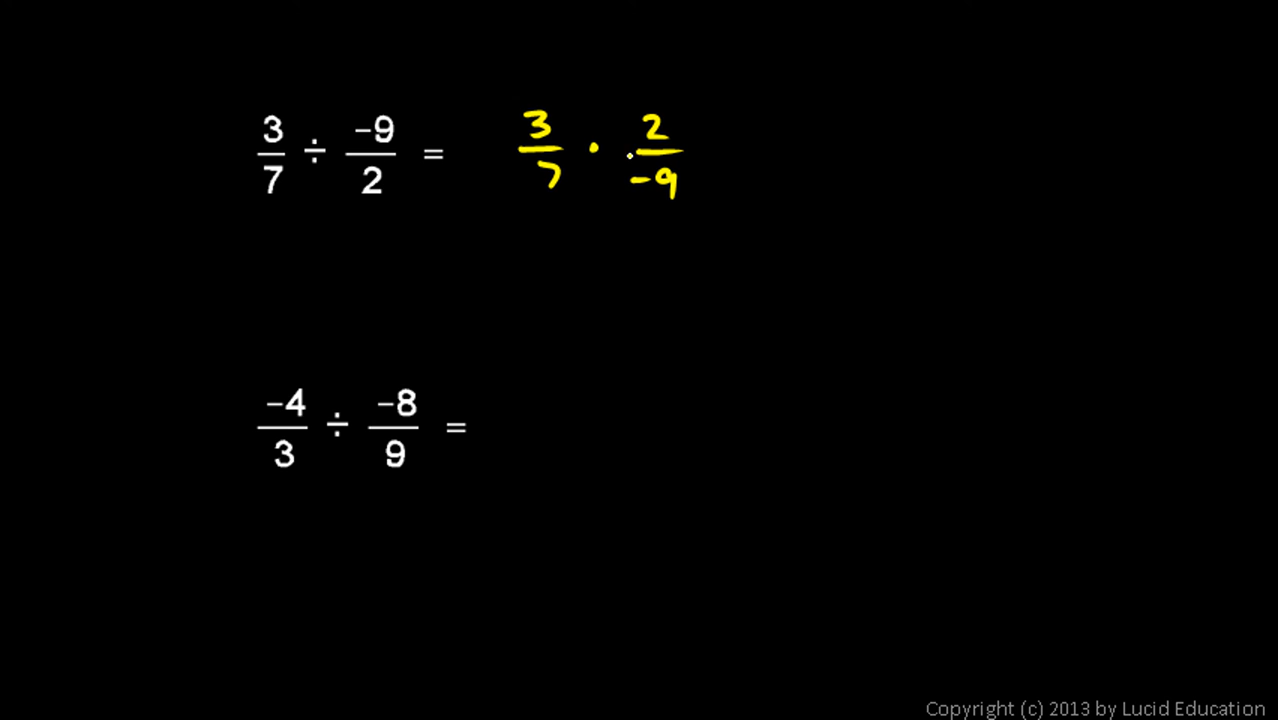 3/7 ÷ -9/2 = 3/7 · 2/-9
-4/3 ÷ -8/9 =
Copyright (c) 2013 by Lucid Education